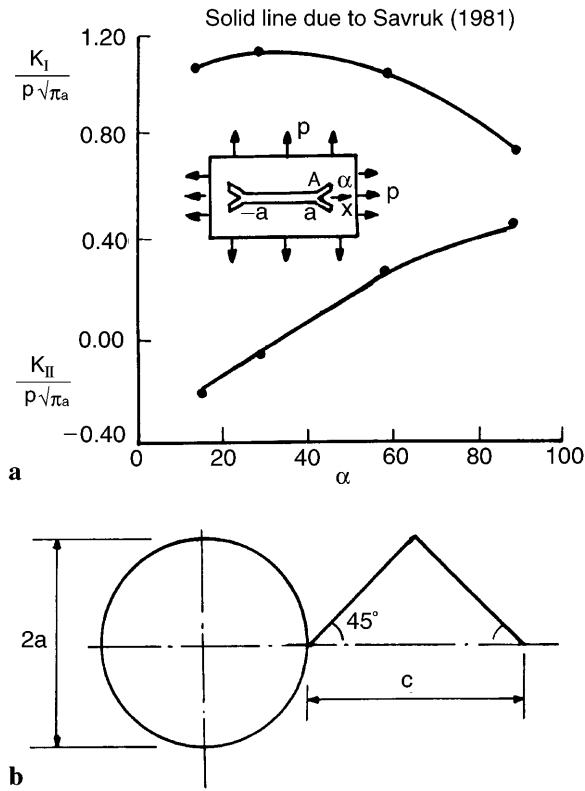 Solid line due to Savruk (1981)
1.20
K_I
p√πa
0.80
p
A α
-a a x p
0.40
0.00
K_II
p√πa
-0.40
0 20 40 60 80 100
a α
2a
45°
c
b